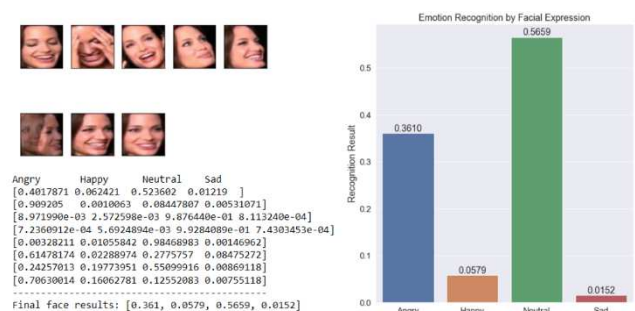 Angry Happy Neutral Sad
[0.4017871 0.062421 0.523602 0.01219 ]
[0.909205 0.0010063 0.08447807 0.00531071]
[8.971990e-03 2.572598e-03 9.876440e-01 8.113240e-04]
[7.2360912e-04 5.6924894e-03 9.9284089e-01 7.4303453e-04]
[0.00328211 0.01055842 0.98468983 0.00146962]
[0.61478174 0.02288974 0.2775757 0.08475272]
[0.24257013 0.19773951 0.55099916 0.00869118]
[0.70630014 0.16062781 0.12552083 0.00755118]
Final face results: [0.361, 0.0579, 0.5659, 0.0152]
Emotion Recognition by Facial Expression
Recognition Result
0.5
0.4
0.3
0.2
0.1
0.0
0.3610
0.0579
0.5659
0.0152
Angry Happy Neutral Sad